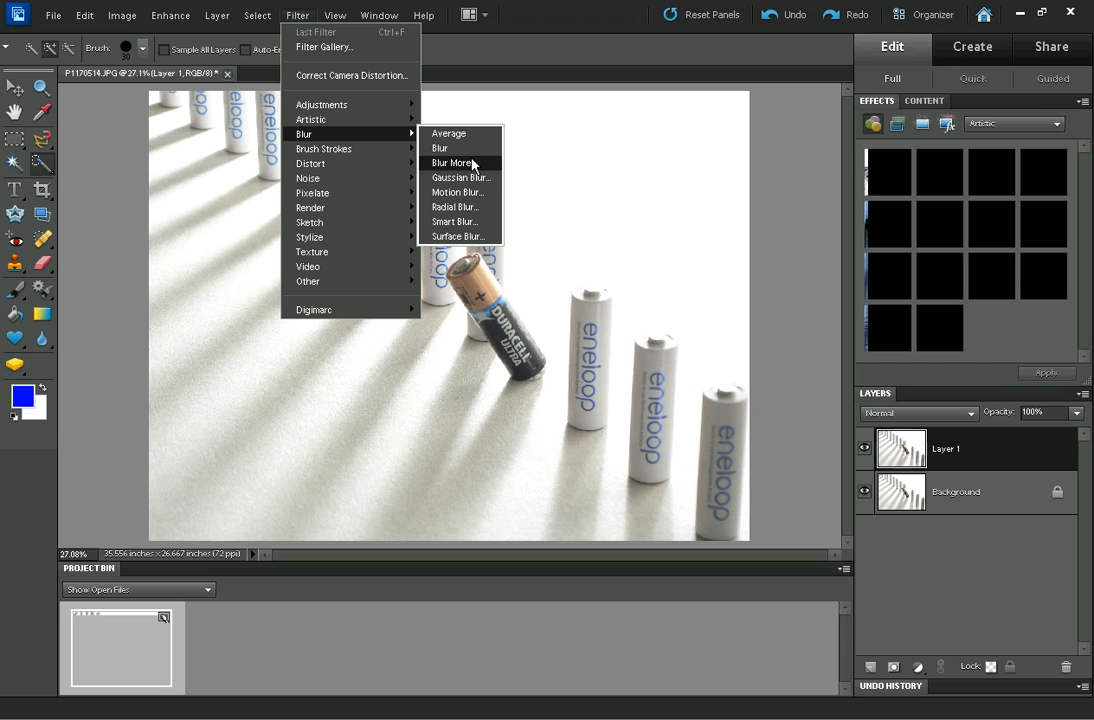 File Edit Image Enhance Layer Select Filter View Window Help
Reset Panels Undo Redo Organizer
Brush: 30 Sample All Layers Auto-En
Edit Create Share
Full Quick Guided
P1170514.JPG @ 27.1% (Layer 1, RGB/8) *
Last Filter Ctrl+F
Filter Gallery...
Correct Camera Distortion...
Adjustments
Artistic
Blur
Brush Strokes
Distort
Noise
Pixelate
Render
Sketch
Stylize
Texture
Video
Other
Digimarc
Average
Blur
Blur More
Gaussian Blur...
Motion Blur...
Radial Blur...
Smart Blur...
Surface Blur...
eneloop
eneloop
eneloop
DURACELL
ULTRA
eneloop
eneloop
eneloop
EFFECTS CONTENT
Artistic
Apply
LAYERS
Normal Opacity: 100%
Layer 1
Background
Lock:
UNDO HISTORY
27.08% 35.556 inches x 26.667 inches (72 ppi)
PROJECT BIN
Show Open Files